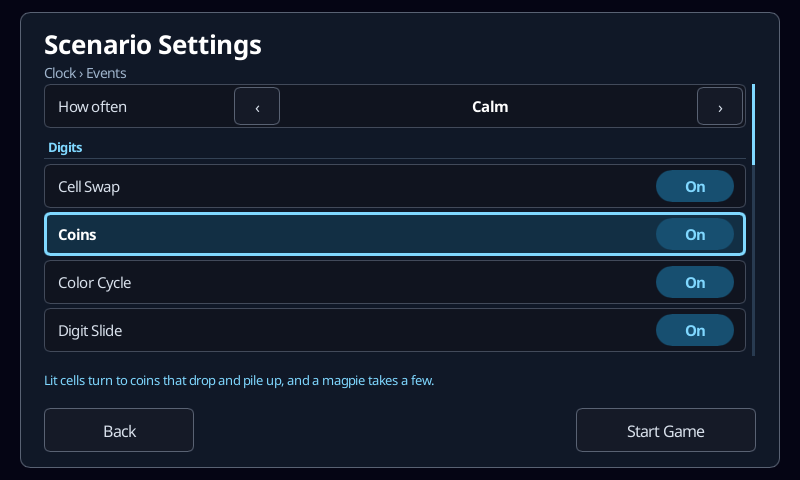 Scenario Settings
Clock › Events
How often ‹ Calm ›
Digits
Cell Swap On
Coins On
Color Cycle On
Digit Slide On
Lit cells turn to coins that drop and pile up, and a magpie takes a few.
Back Start Game